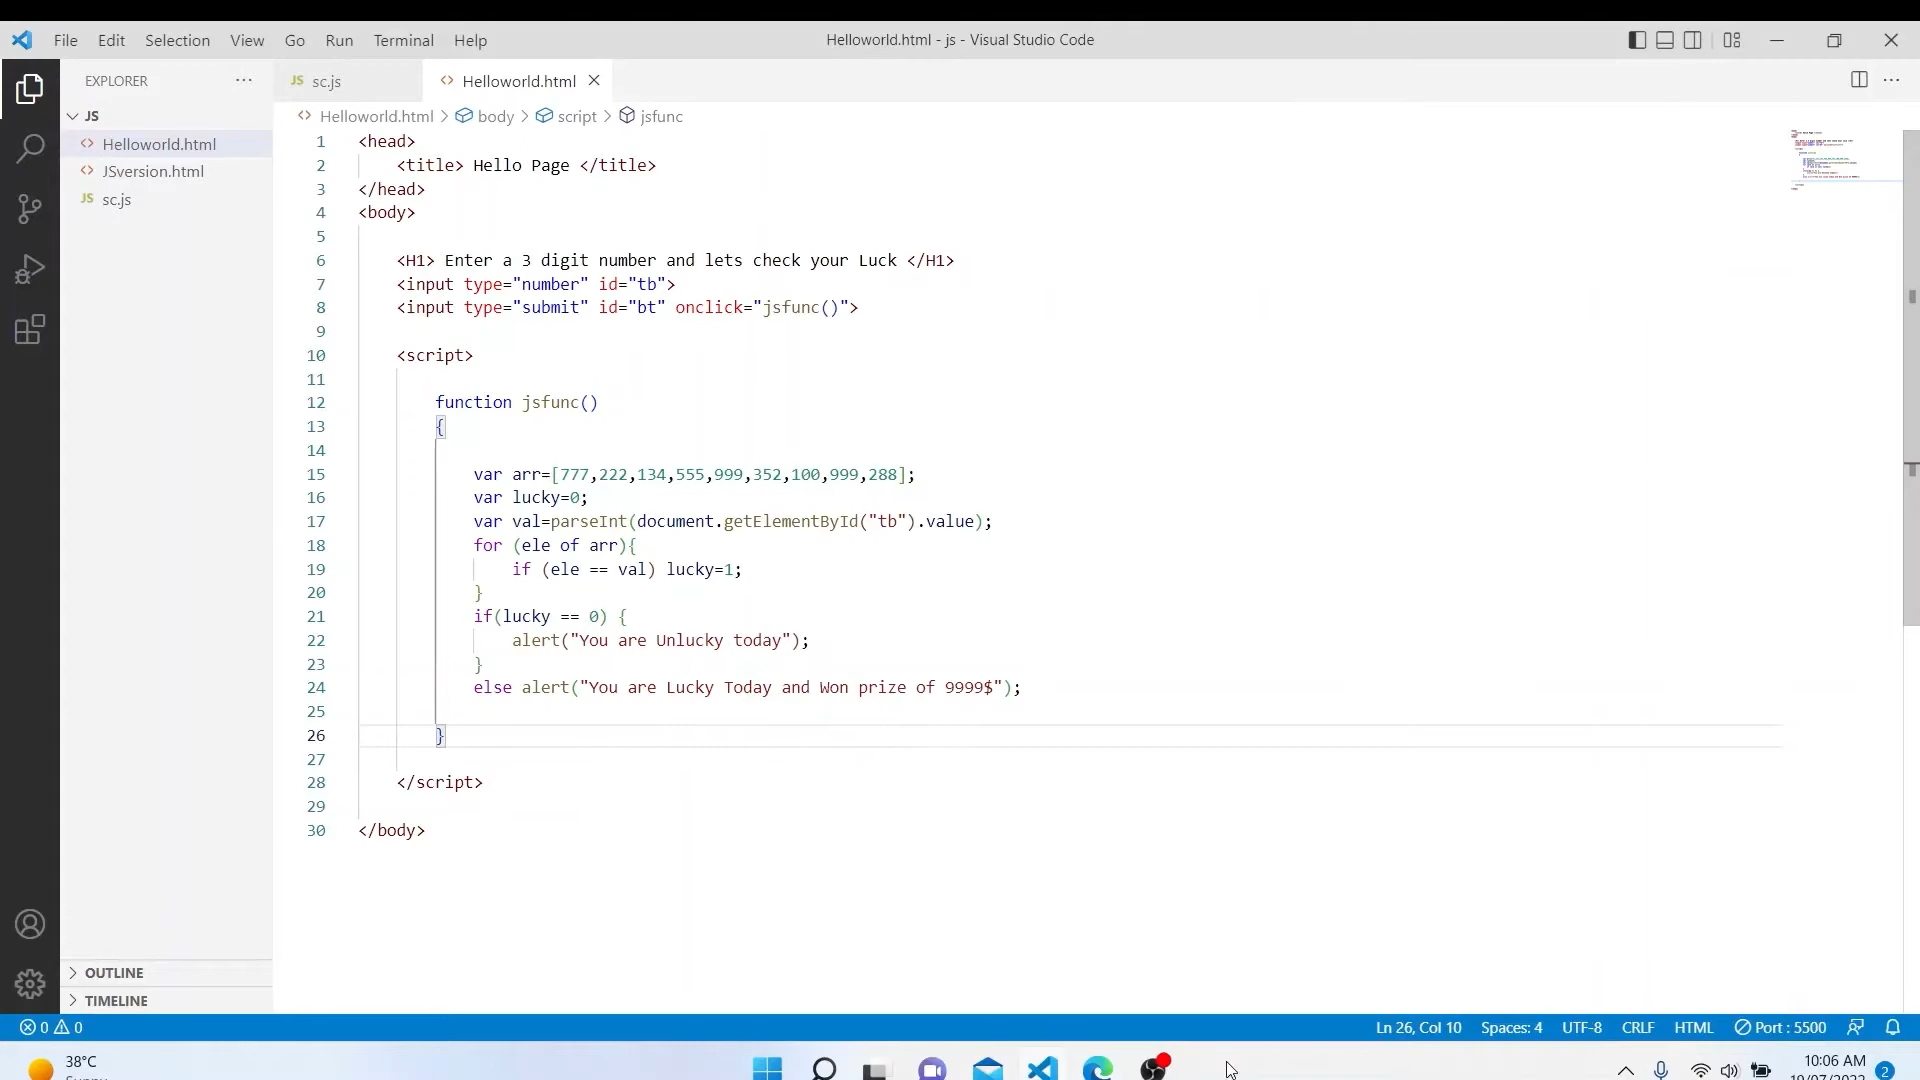 File Edit Selection View Go Run Terminal Help
Helloworld.html - js - Visual Studio Code
EXPLORER
JS
Helloworld.html
JSversion.html
JS sc.js
OUTLINE
TIMELINE
JS sc.js
Helloworld.html
Helloworld.html > body > script > jsfunc
1 <head>
2 <title> Hello Page </title>
3 </head>
4 <body>
5
6 <H1> Enter a 3 digit number and lets check your Luck </H1>
7 <input type="number" id="tb">
8 <input type="submit" id="bt" onclick="jsfunc()">
9
10 <script>
11
12 function jsfunc()
13 {
14
15 var arr=[777,222,134,555,999,352,100,999,288];
16 var lucky=0;
17 var val=parseInt(document.getElementById("tb").value);
18 for (ele of arr){
19 if (ele == val) lucky=1;
20 }
21 if(lucky == 0) {
22 alert("You are Unlucky today");
23 }
24 else alert("You are Lucky Today and Won prize of 9999$");
25
26 }
27
28 </script>
29
30 </body>
0 0
Ln 26, Col 10 Spaces: 4 UTF-8 CRLF HTML Port : 5500
38°C
Sunny
10:06 AM
2